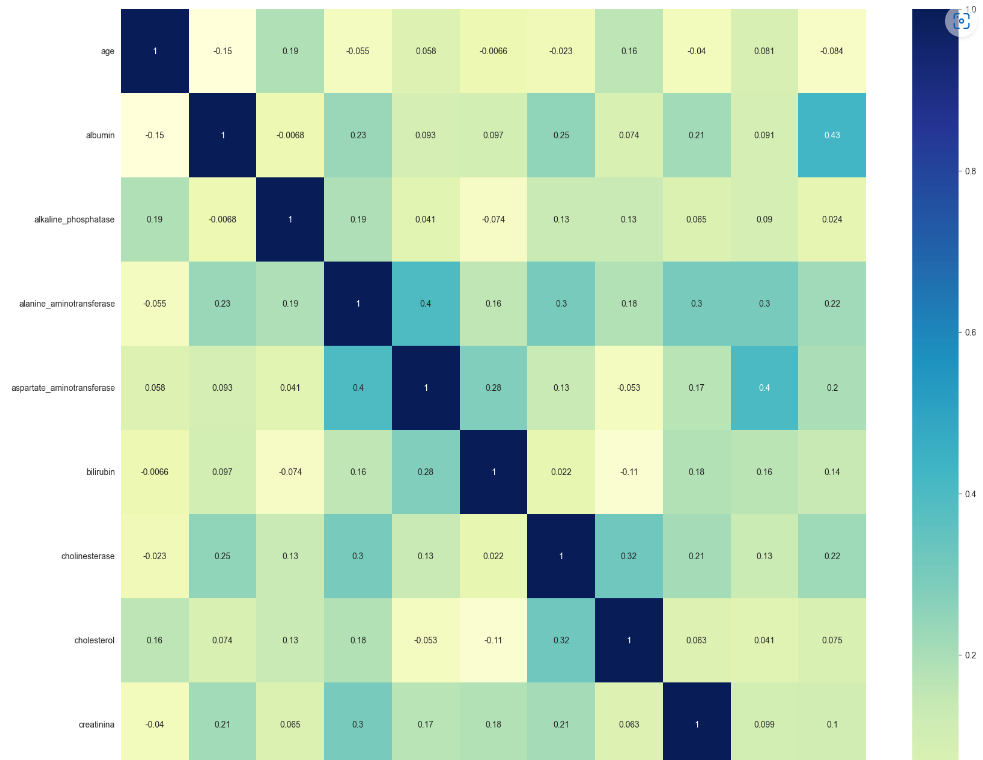 1.0
age 1 -0.15 0.19 -0.055 0.058 -0.0066 -0.023 0.16 -0.04 0.081 -0.084
albumin -0.15 1 -0.0068 0.23 0.093 0.097 0.25 0.074 0.21 0.091 0.43
0.8
alkaline_phosphatase 0.19 -0.0068 1 0.19 0.041 -0.074 0.13 0.13 0.065 0.09 0.024
alanine_aminotransferase -0.055 0.23 0.19 1 0.4 0.16 0.3 0.18 0.3 0.3 0.22
0.6
aspartate_aminotransferase 0.058 0.093 0.041 0.4 1 0.28 0.13 -0.053 0.17 0.4 0.2
bilirubin -0.0066 0.097 -0.074 0.16 0.28 1 0.022 -0.11 0.18 0.16 0.14
0.4
cholinesterase -0.023 0.25 0.13 0.3 0.13 0.022 1 0.32 0.21 0.13 0.22
cholesterol 0.16 0.074 0.13 0.18 -0.053 -0.11 0.32 1 0.063 0.041 0.075
0.2
creatinina -0.04 0.21 0.065 0.3 0.17 0.18 0.21 0.063 1 0.099 0.1